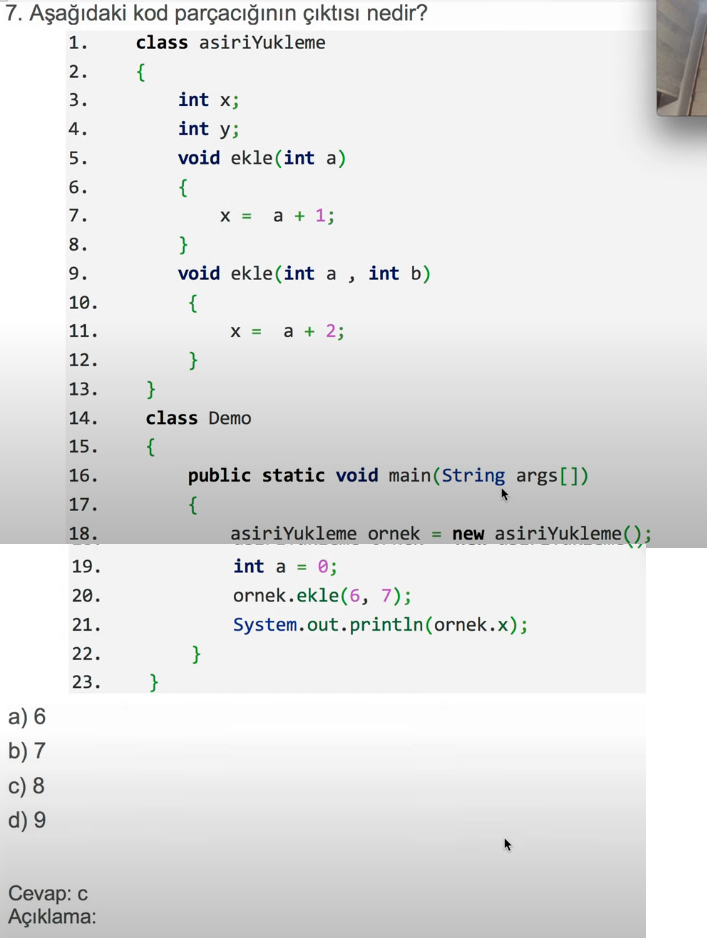 7. Aşağıdaki kod parçacığının çıktısı nedir?
1. class asiriYukleme
2. {
3. int x;
4. int y;
5. void ekle(int a)
6. {
7. x = a + 1;
8. }
9. void ekle(int a , int b)
10. {
11. x = a + 2;
12. }
13. }
14. class Demo
15. {
16. public static void main(String args[])
17. {
18. asiriYukleme ornek = new asiriYukleme();
19. int a = 0;
20. ornek.ekle(6, 7);
21. System.out.println(ornek.x);
22. }
23. }
a) 6
b) 7
c) 8
d) 9
Cevap: c
Açıklama: